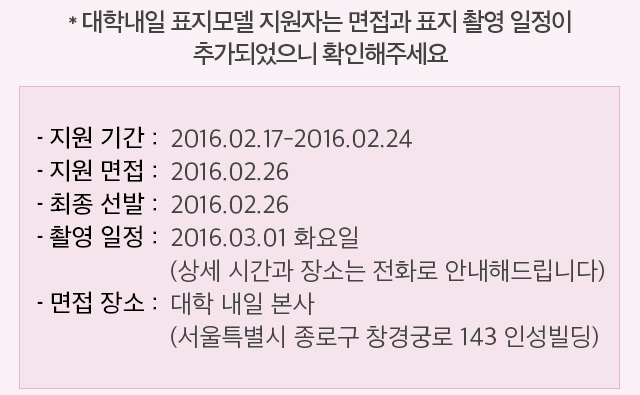 * 대학내일 표지모델 지원자는 면접과 표지 촬영 일정이
추가되었으니 확인해주세요
- 지원 기간 : 2016.02.17-2016.02.24
- 지원 면접 : 2016.02.26
- 최종 선발 : 2016.02.26
- 촬영 일정 : 2016.03.01 화요일
(상세 시간과 장소는 전화로 안내해드립니다)
- 면접 장소 : 대학 내일 본사
(서울특별시 종로구 창경궁로 143 인성빌딩)